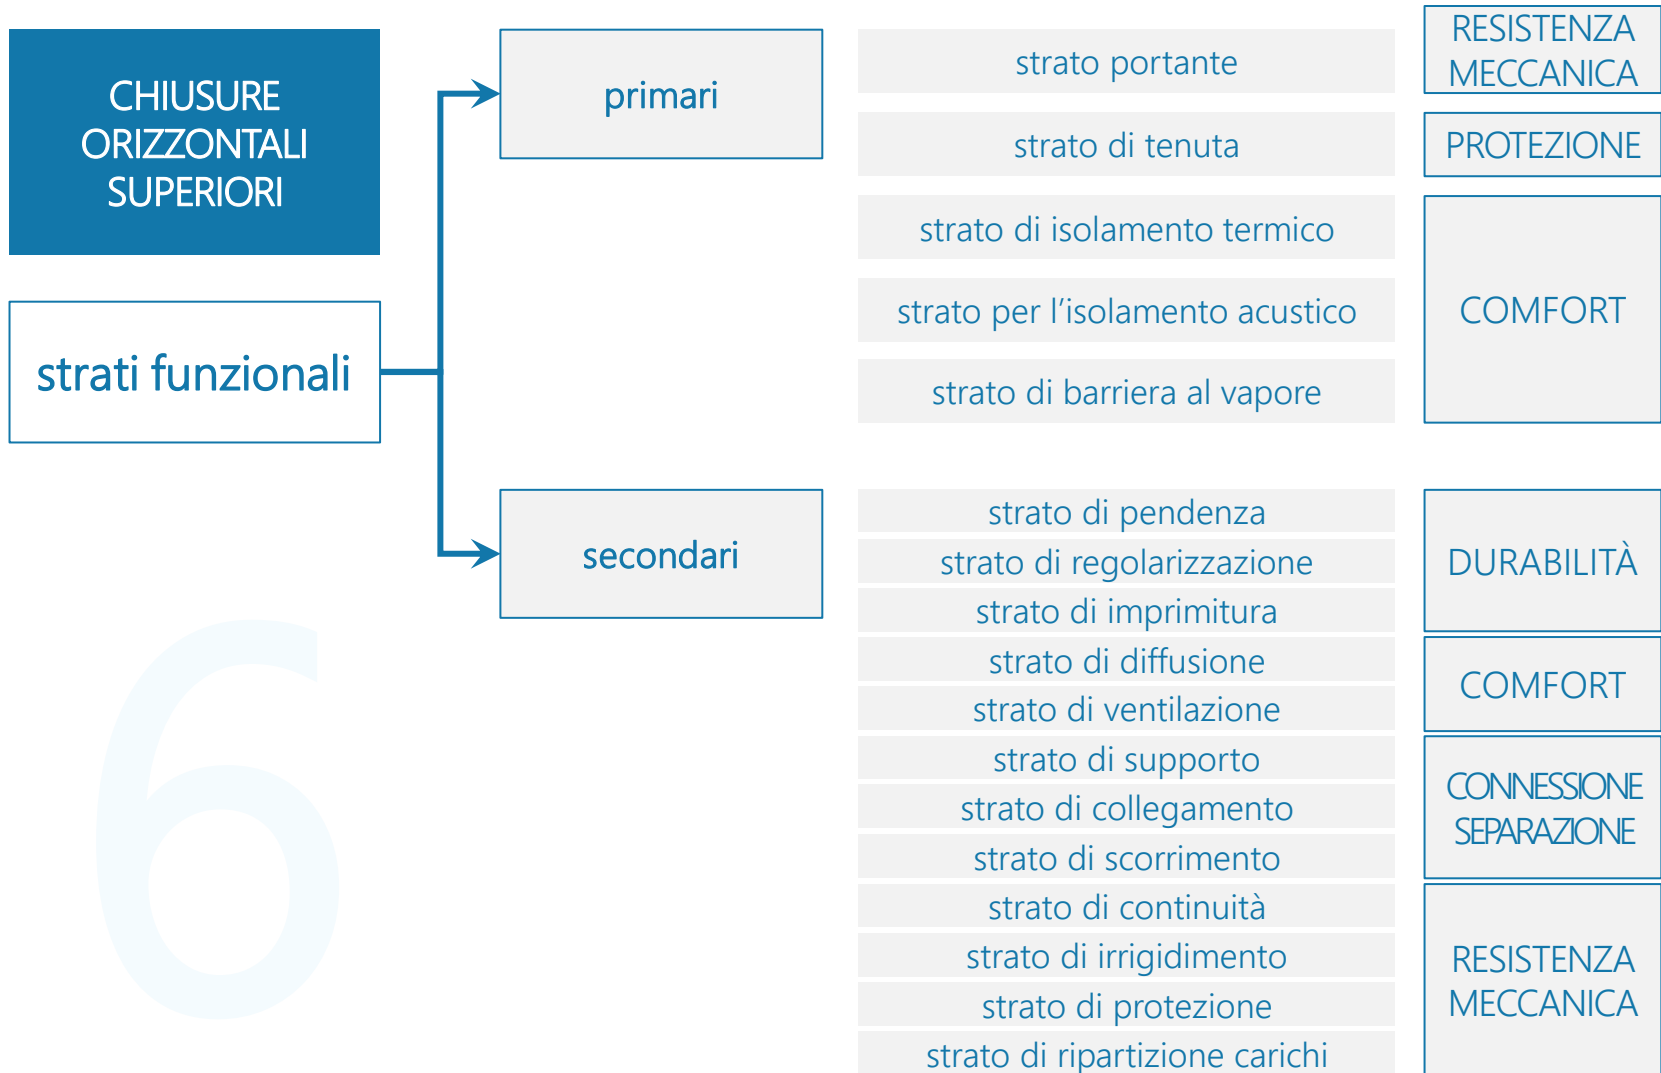 CHIUSURE
ORIZZONTALI
SUPERIORI
strati funzionali
primari
strato portante
RESISTENZA
MECCANICA
strato di tenuta
PROTEZIONE
strato di isolamento termico
strato per l’isolamento acustico
strato di barriera al vapore
COMFORT
secondari
strato di pendenza
strato di regolarizzazione
strato di imprimitura
DURABILITÀ
strato di diffusione
strato di ventilazione
COMFORT
strato di supporto
strato di collegamento
strato di scorrimento
CONNESSIONE
SEPARAZIONE
strato di continuità
strato di irrigidimento
strato di protezione
strato di ripartizione carichi
RESISTENZA
MECCANICA
6